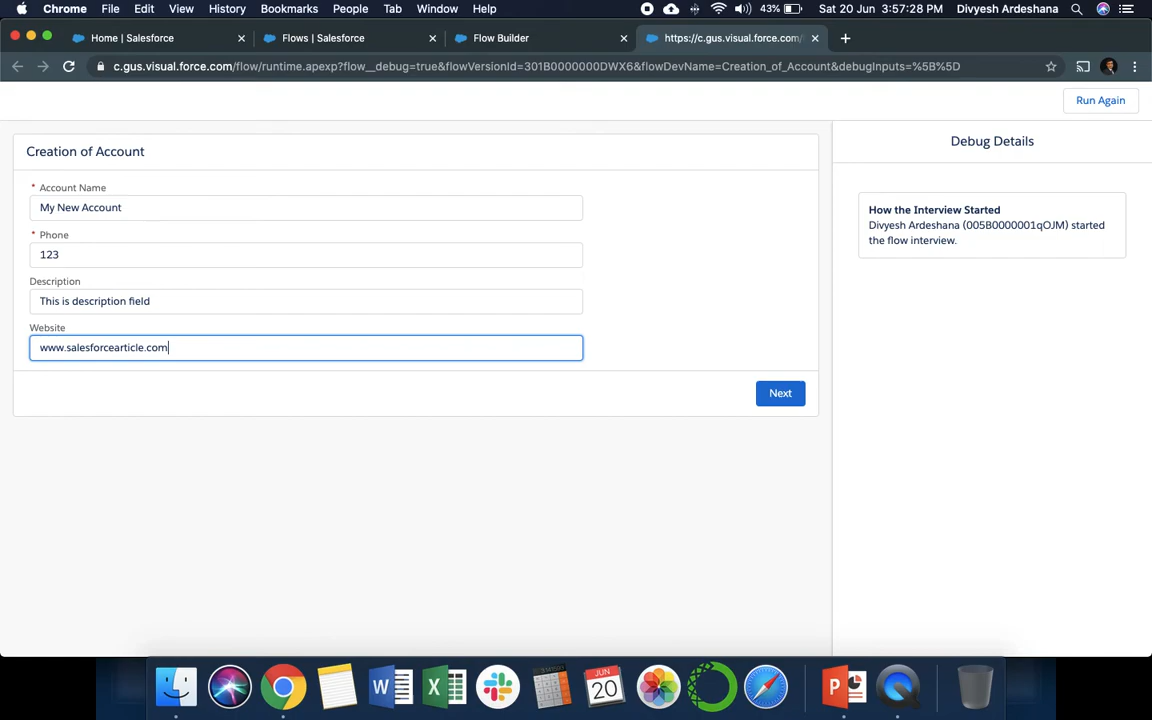 Chrome File Edit View History Bookmarks People Tab Window Help 43% Sat 20 Jun 3:57:28 PM Divyesh Ardeshana
Home | Salesforce Flows | Salesforce Flow Builder https://c.gus.visual.force.com/
c.gus.visual.force.com/flow/runtime.apexp?flow__debug=true&flowVersionId=301B0000000DWX6&flowDevName=Creation_of_Account&debugInputs=%5B%5D
Run Again
Creation of Account
* Account Name
My New Account
* Phone
123
Description
This is description field
Website
www.salesforcearticle.com
Next
Debug Details
How the Interview Started
Divyesh Ardeshana (005B0000001qOJM) started
the flow interview.
W X JUN 20 P